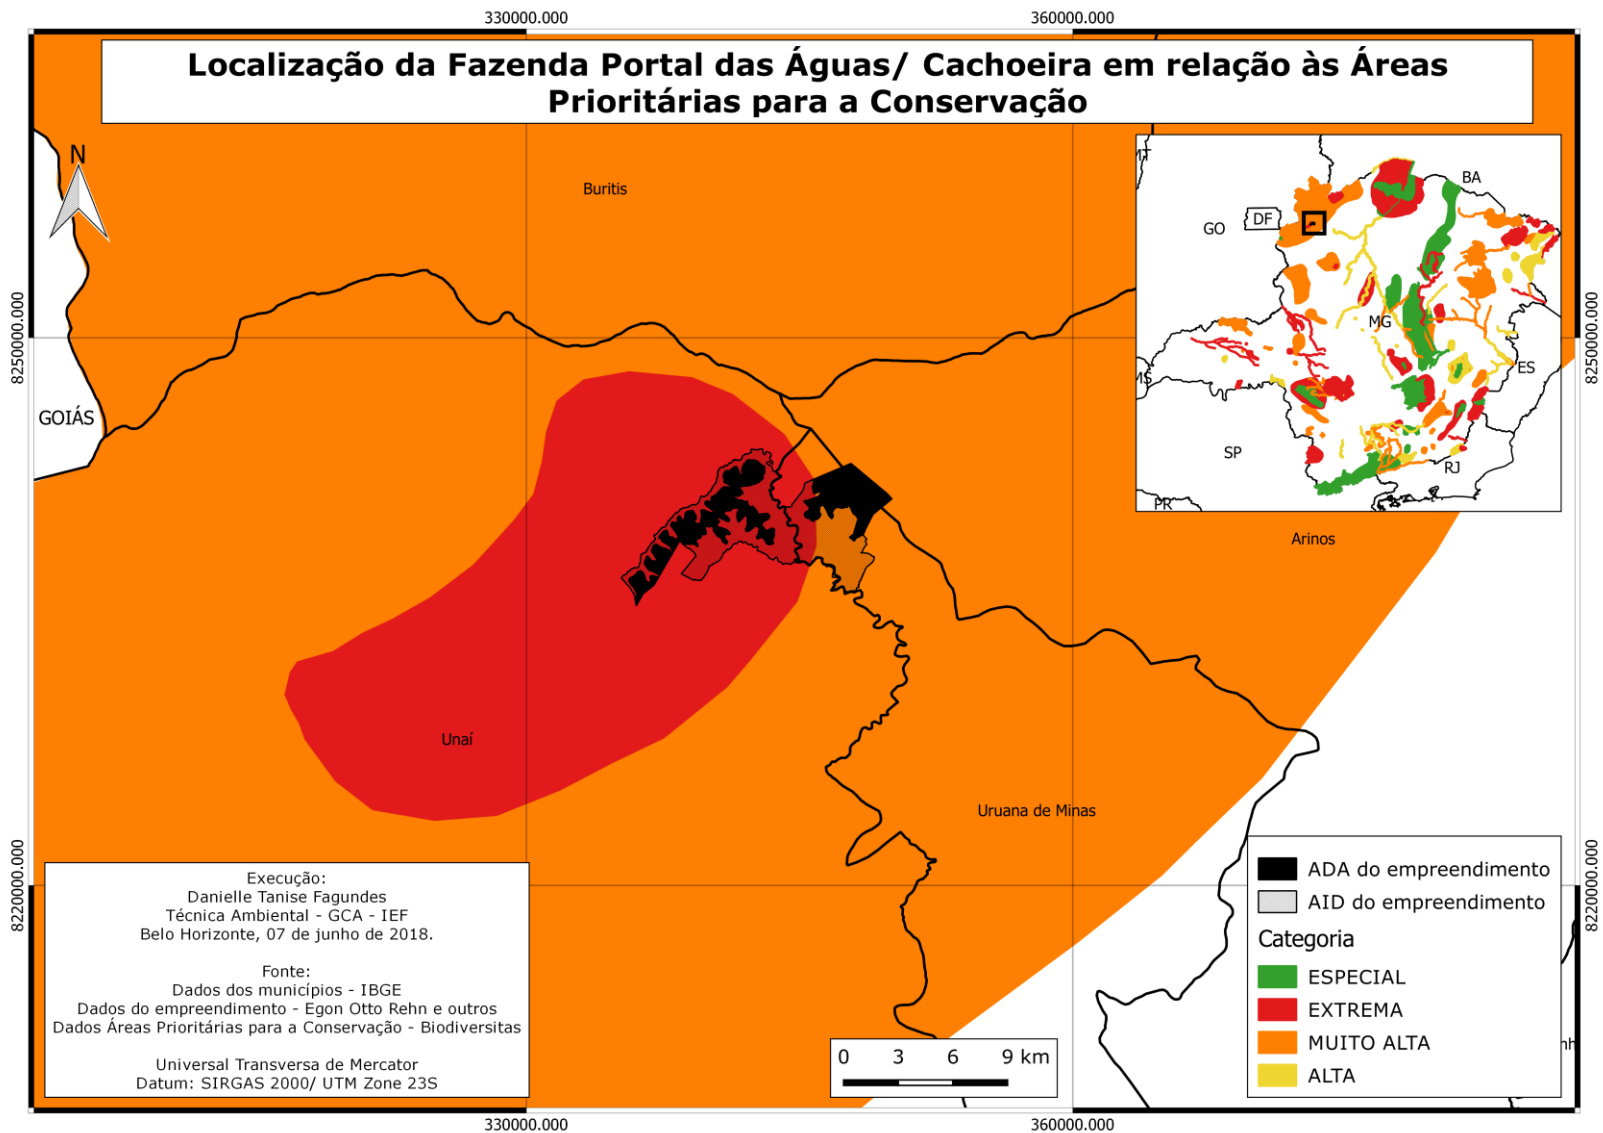 330000.000
360000.000
Localização da Fazenda Portal das Águas/ Cachoeira em relação às Áreas
Prioritárias para a Conservação
N
Buritis
MT
BA
GO
DF
MG
MS
ES
SP
RJ
PR
8250000.000
8250000.000
GOIÁS
Arinos
Unaí
Uruana de Minas
8220000.000
8220000.000
Execução:
Danielle Tanise Fagundes
Técnica Ambiental - GCA - IEF
Belo Horizonte, 07 de junho de 2018.
Fonte:
Dados dos municípios - IBGE
Dados do empreendimento - Egon Otto Rehn e outros
Dados Áreas Prioritárias para a Conservação - Biodiversitas
Universal Transversa de Mercator
Datum: SIRGAS 2000/ UTM Zone 23S
0 3 6 9 km
ADA do empreendimento
AID do empreendimento
Categoria
ESPECIAL
EXTREMA
MUITO ALTA
ALTA
330000.000
360000.000